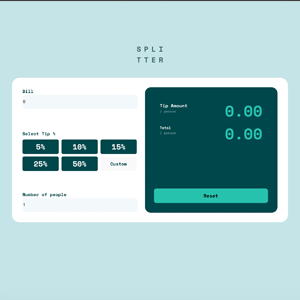 SPLI
TTER
Bill
0
Select Tip %
5%
10%
15%
25%
50%
Custom
Number of people
1
Tip Amount
/ person
0.00
Total
/ person
0.00
Reset